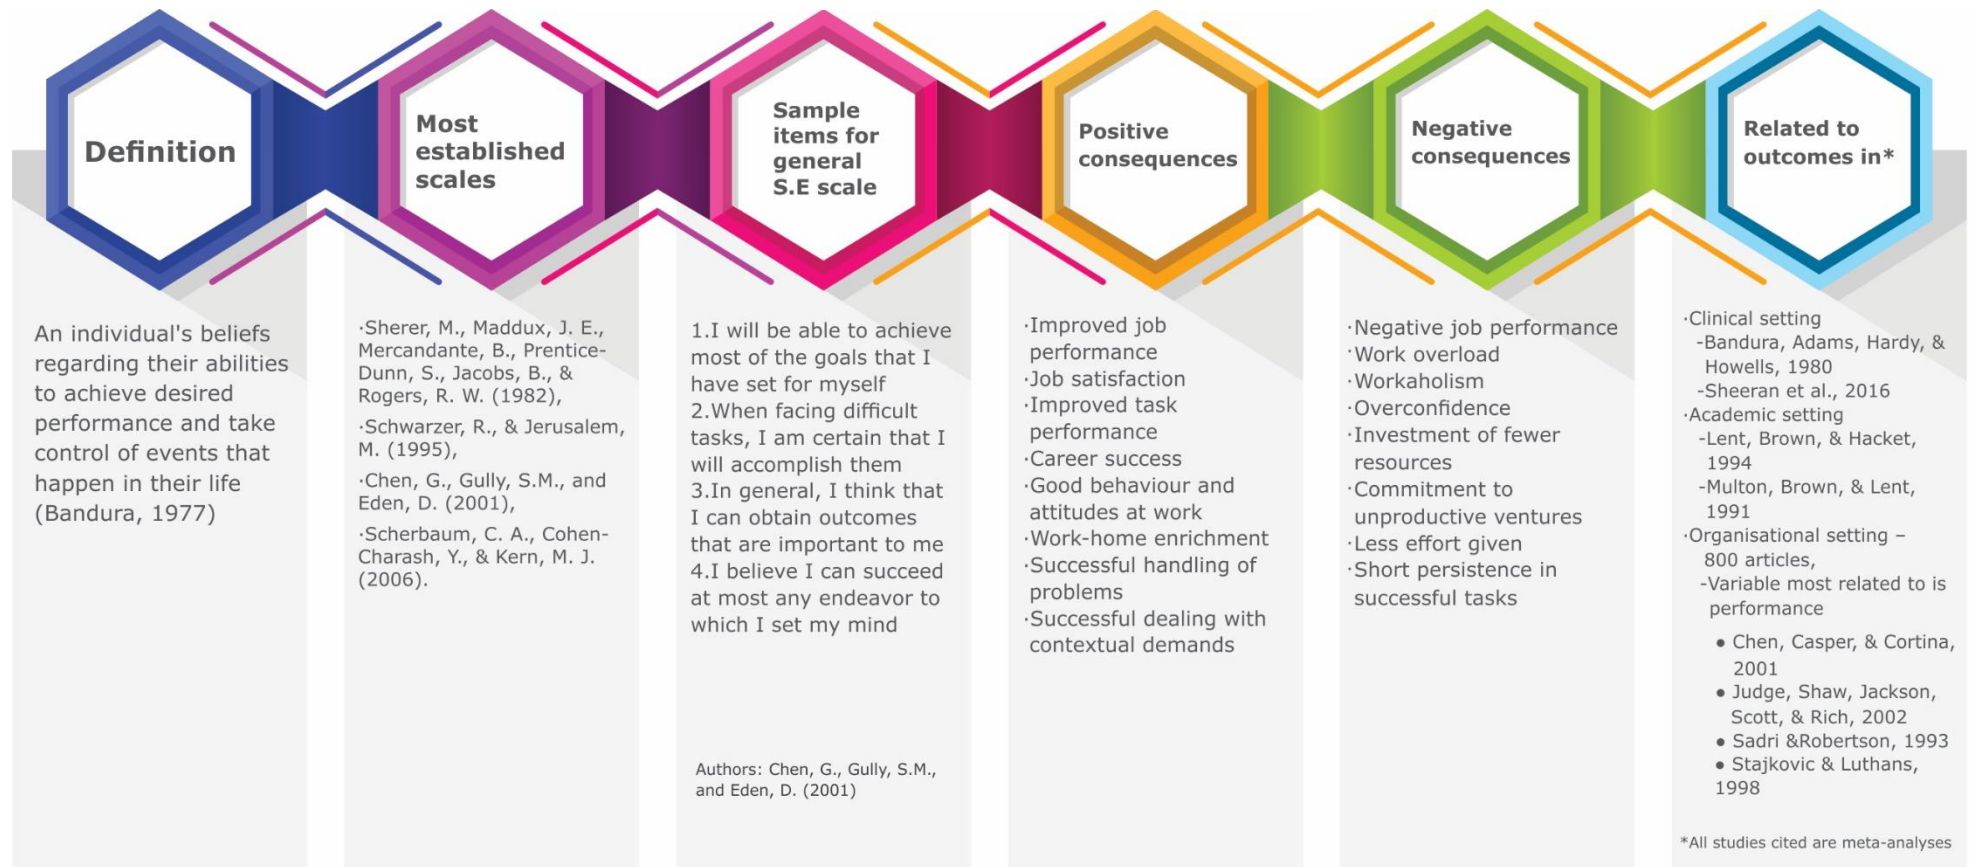 Definition
An individual's beliefs
regarding their abilities
to achieve desired
performance and take
control of events that
happen in their life
(Bandura, 1977)
Most
established
scales
·Sherer, M., Maddux, J. E.,
Mercandante, B., Prentice-
Dunn, S., Jacobs, B., &
Rogers, R. W. (1982),
·Schwarzer, R., & Jerusalem,
M. (1995),
·Chen, G., Gully, S.M., and
Eden, D. (2001),
·Scherbaum, C. A., Cohen-
Charash, Y., & Kern, M. J.
(2006).
Sample
items for
general
S.E scale
1.I will be able to achieve
most of the goals that I
have set for myself
2.When facing difficult
tasks, I am certain that I
will accomplish them
3.In general, I think that
I can obtain outcomes
that are important to me
4.I believe I can succeed
at most any endeavor to
which I set my mind
Authors: Chen, G., Gully, S.M.,
and Eden, D. (2001)
Positive
consequences
·Improved job
performance
·Job satisfaction
·Improved task
performance
·Career success
·Good behaviour and
attitudes at work
·Work-home enrichment
·Successful handling of
problems
·Successful dealing with
contextual demands
Negative
consequences
·Negative job performance
·Work overload
·Workaholism
·Overconfidence
·Investment of fewer
resources
·Commitment to
unproductive ventures
·Less effort given
·Short persistence in
successful tasks
Related to
outcomes in*
·Clinical setting
-Bandura, Adams, Hardy, &
Howells, 1980
-Sheeran et al., 2016
·Academic setting
-Lent, Brown, & Hacket,
1994
-Multon, Brown, & Lent,
1991
·Organisational setting –
800 articles,
-Variable most related to is
performance
● Chen, Casper, & Cortina,
2001
● Judge, Shaw, Jackson,
Scott, & Rich, 2002
● Sadri &Robertson, 1993
● Stajkovic & Luthans,
1998
*All studies cited are meta-analyses